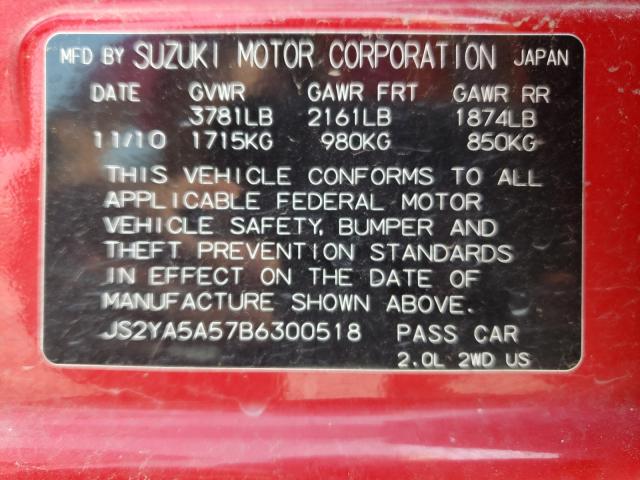 MFD BY SUZUKI MOTOR CORPORATION JAPAN
DATE GVWR GAWR FRT GAWR RR
3781LB 2161LB 1874LB
11/10 1715KG 980KG 850KG
THIS VEHICLE CONFORMS TO ALL
APPLICABLE FEDERAL MOTOR
VEHICLE SAFETY, BUMPER AND
THEFT PREVENTION STANDARDS
IN EFFECT ON THE DATE OF
MANUFACTURE SHOWN ABOVE.
JS2YA5A57B6300518 PASS CAR
2.0L 2WD US